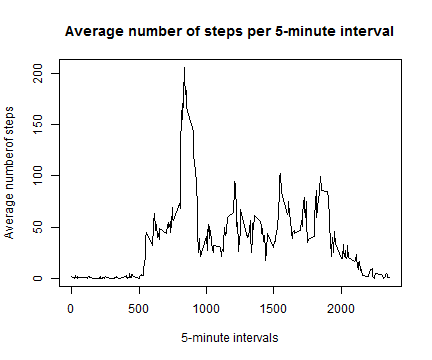 Average number of steps per 5-minute interval
Average numberof steps
200
150
100
50
0
0 500 1000 1500 2000
5-minute intervals